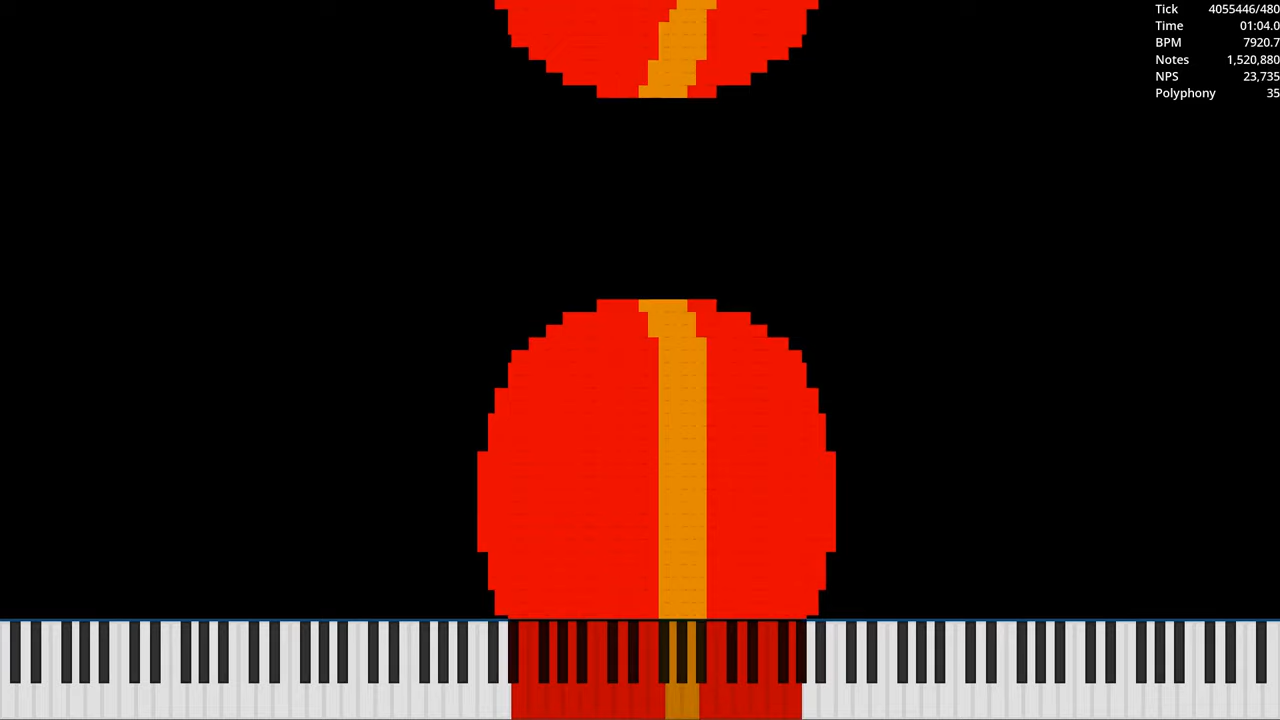 Tick 4055446/480
Time 01:04.0
BPM 7920.7
Notes 1,520,880
NPS 23,735
Polyphony 35